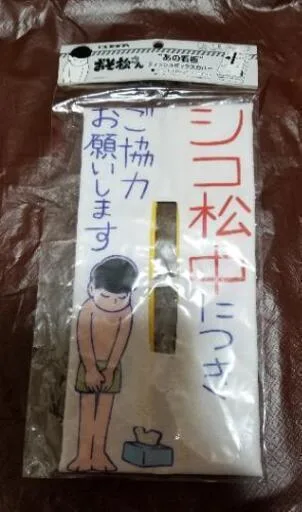 おそ松さん
"あの看板"
ティッシュボックスカバー
シコ松中につき
ご協力
お願いします